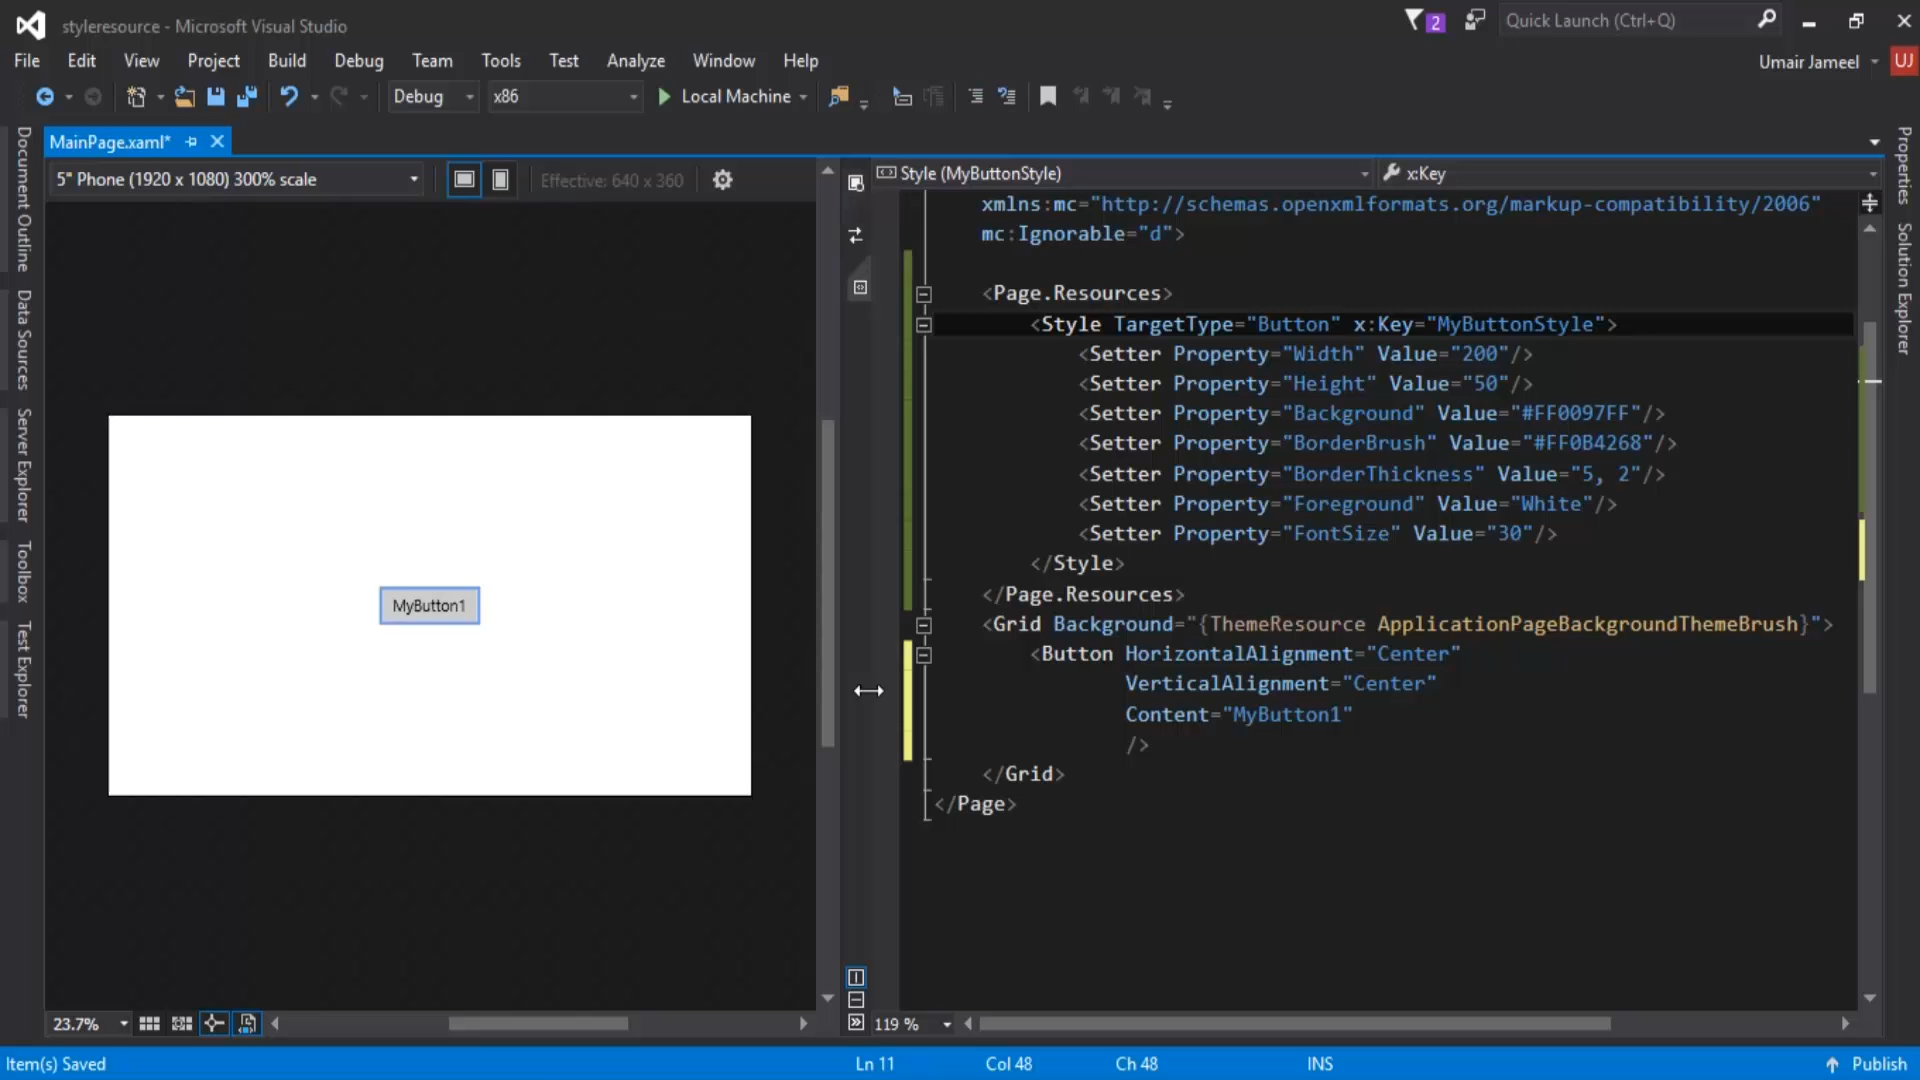 styleresource - Microsoft Visual Studio
2
Quick Launch (Ctrl+Q)
File Edit View Project Build Debug Team Tools Test Analyze Window Help
Umair Jameel UJ
Debug x86 Local Machine
MainPage.xaml*
5" Phone (1920 x 1080) 300% scale
Effective: 640 x 360
Style (MyButtonStyle)
x:Key
Document Outline
Data Sources
Server Explorer
Toolbox
Test Explorer
Properties
Solution Explorer
MyButton1
xmlns:mc="http://schemas.openxmlformats.org/markup-compatibility/2006"
mc:Ignorable="d">
<Page.Resources>
<Style TargetType="Button" x:Key="MyButtonStyle">
<Setter Property="Width" Value="200"/>
<Setter Property="Height" Value="50"/>
<Setter Property="Background" Value="#FF0097FF"/>
<Setter Property="BorderBrush" Value="#FF0B4268"/>
<Setter Property="BorderThickness" Value="5, 2"/>
<Setter Property="Foreground" Value="White"/>
<Setter Property="FontSize" Value="30"/>
</Style>
</Page.Resources>
<Grid Background="{ThemeResource ApplicationPageBackgroundThemeBrush}">
<Button HorizontalAlignment="Center"
VerticalAlignment="Center"
Content="MyButton1"
/>
</Grid>
</Page>
23.7%
119 %
Item(s) Saved
Ln 11
Col 48
Ch 48
INS
Publish